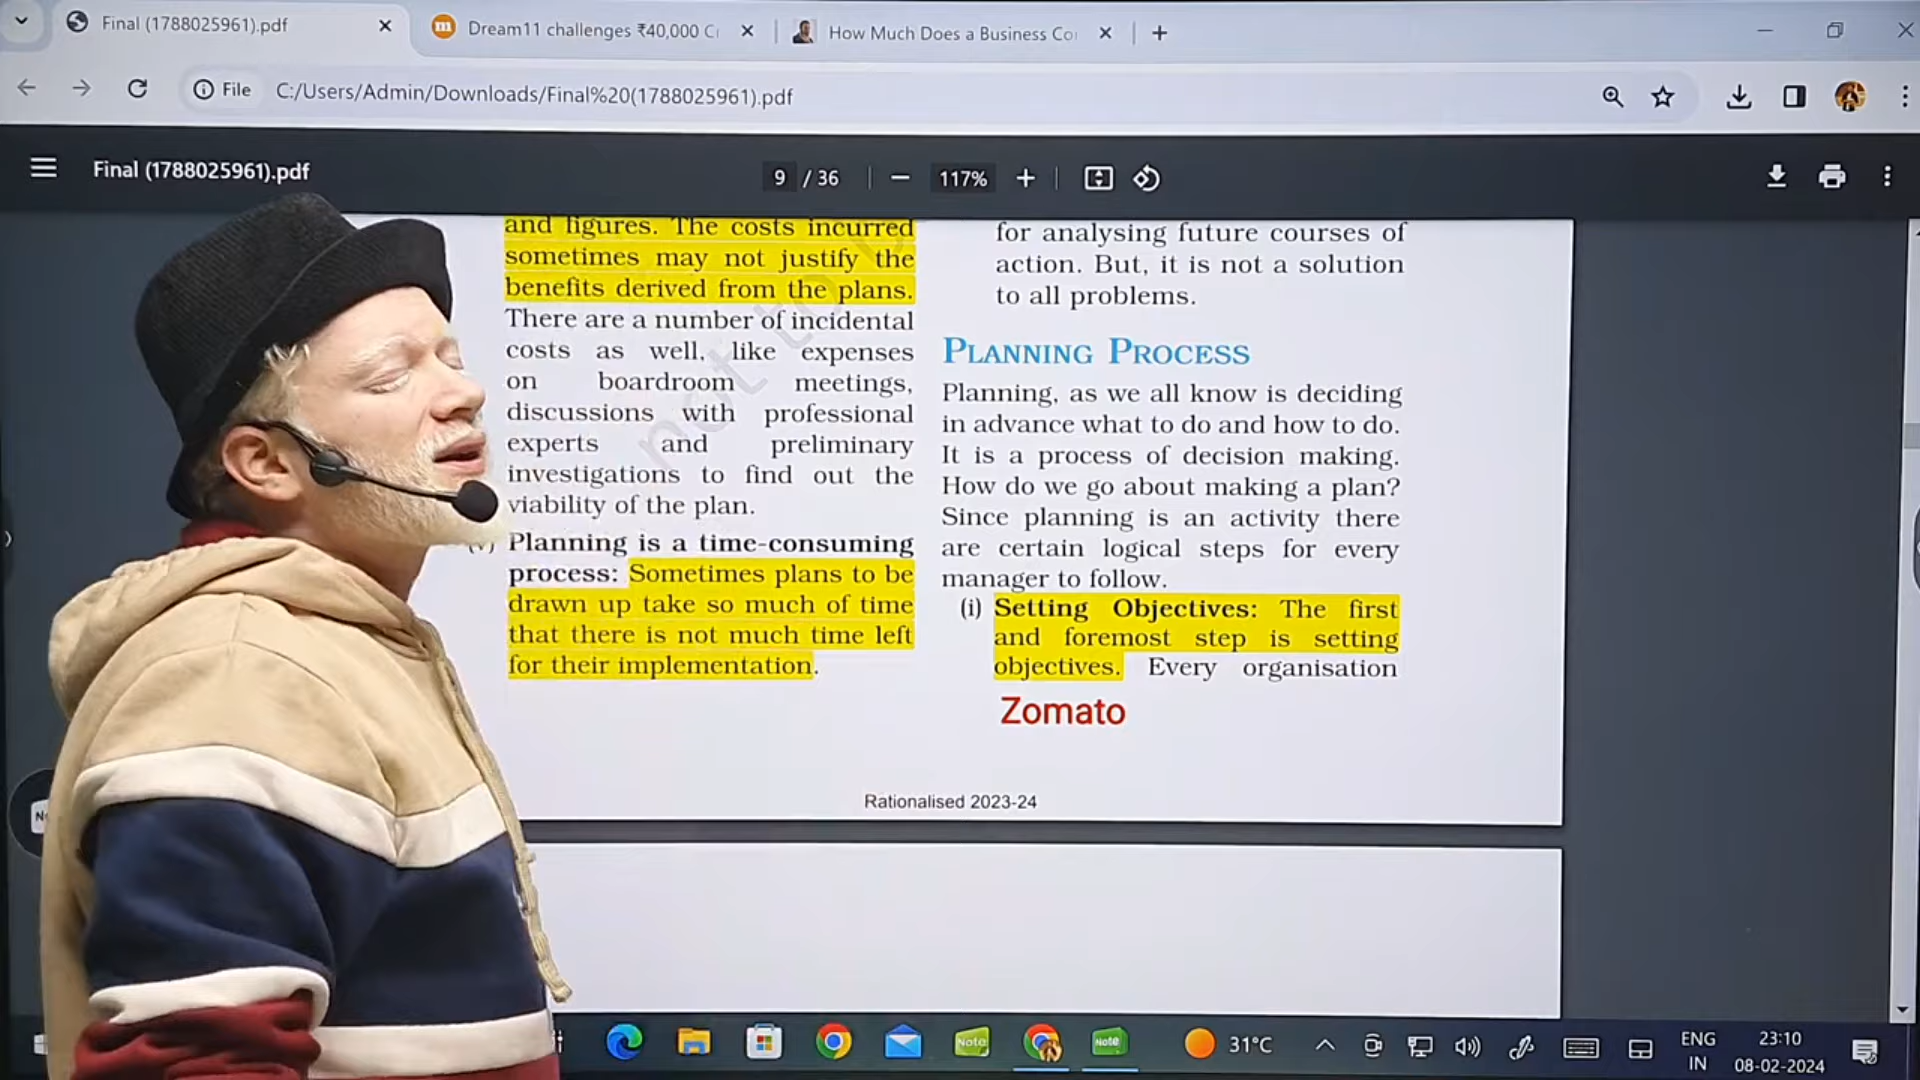 Final (1788025961).pdf
Dream11 challenges ₹40,000 Cr
How Much Does a Business Co
File
C:/Users/Admin/Downloads/Final%20(1788025961).pdf
Final (1788025961).pdf
9 / 36
117%
and figures. The costs incurred
sometimes may not justify the
benefits derived from the plans.
There are a number of incidental
costs as well, like expenses
on boardroom meetings,
discussions with professional
experts and preliminary
investigations to find out the
viability of the plan.
Planning is a time-consuming
process: Sometimes plans to be
drawn up take so much of time
that there is not much time left
for their implementation.
for analysing future courses of
action. But, it is not a solution
to all problems.
PLANNING PROCESS
Planning, as we all know is deciding
in advance what to do and how to do.
It is a process of decision making.
How do we go about making a plan?
Since planning is an activity there
are certain logical steps for every
manager to follow.
(i) Setting Objectives: The first
and foremost step is setting
objectives. Every organisation
Zomato
Rationalised 2023-24
not to b
Note
Note
31°C
ENG
IN
23:10
08-02-2024